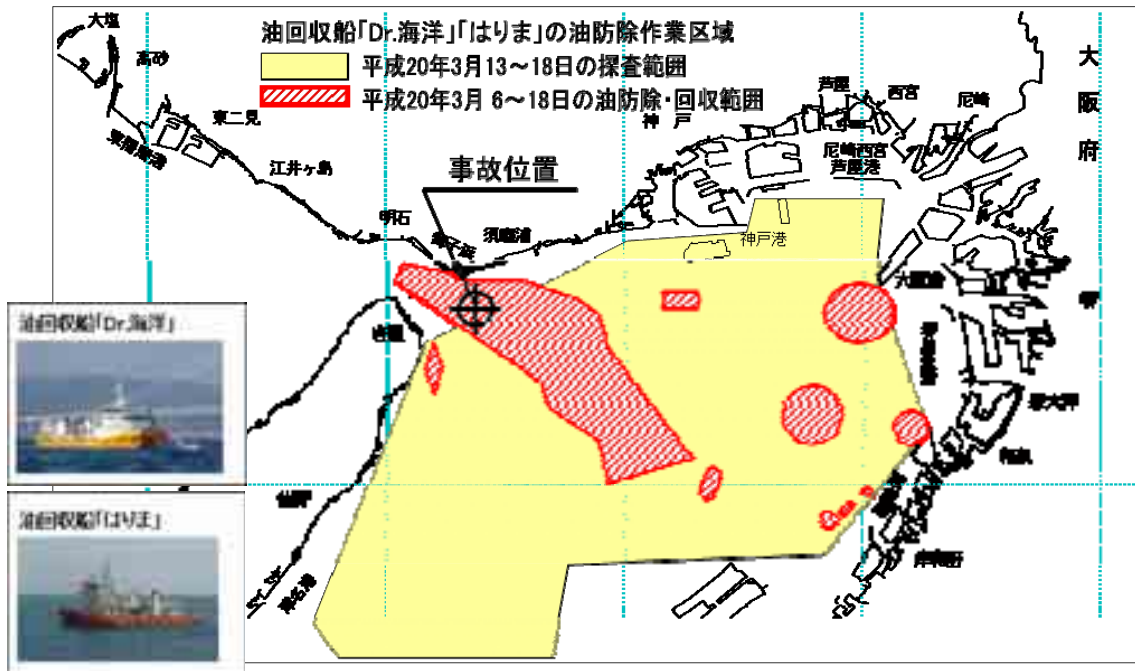 油回収船「Dr.海洋」「はりま」の油防除作業区域
平成20年3月13～18日の探査範囲
平成20年3月 6～18日の油防除・回収範囲
大塩
高砂
東二見
江井ヶ島
明石
須磨浦
事故位置
神戸
芦屋
西宮
尼崎
尼崎西宮
芦屋港
神戸港
大阪府
岩屋
津名港
岸和田
油回収船「Dr.海洋」
油回収船「はりま」